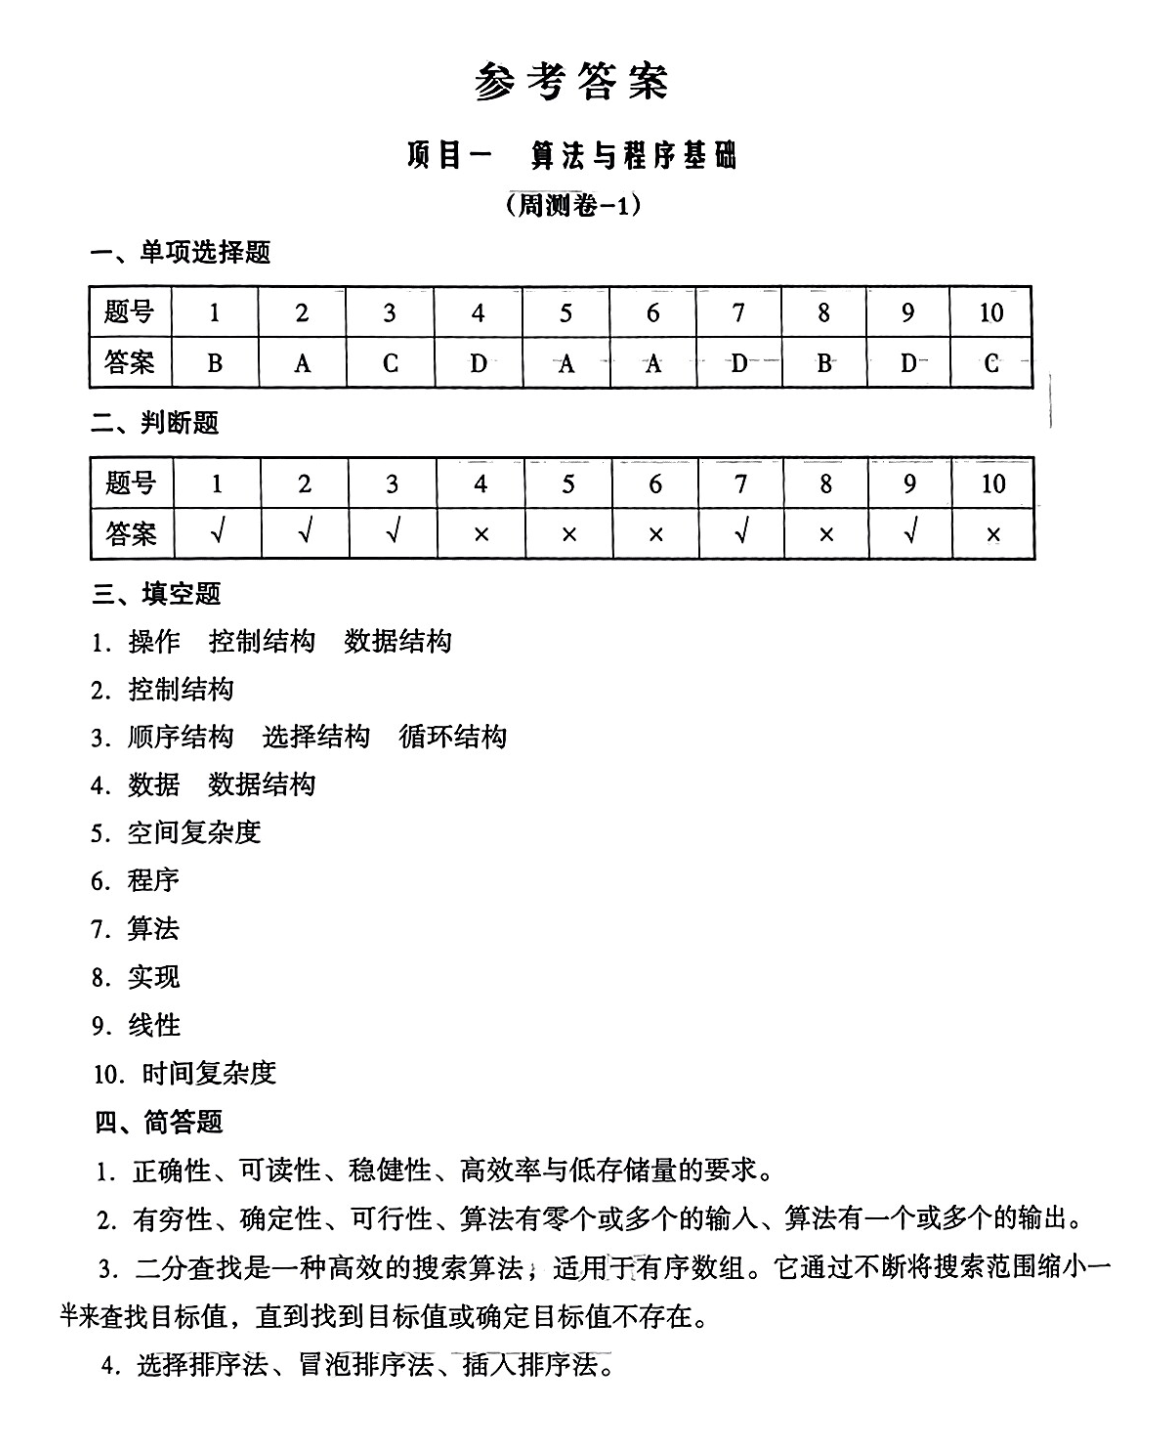 参考答案
项目一 算法与程序基础
（周测卷-1）
一、单项选择题
题号 1 2 3 4 5 6 7 8 9 10
答案 B A C D A A D B D C
二、判断题
题号 1 2 3 4 5 6 7 8 9 10
答案 √ √ √ × × × √ × √ ×
三、填空题
1. 操作 控制结构 数据结构
2. 控制结构
3. 顺序结构 选择结构 循环结构
4. 数据 数据结构
5. 空间复杂度
6. 程序
7. 算法
8. 实现
9. 线性
10. 时间复杂度
四、简答题
1. 正确性、可读性、稳健性、高效率与低存储量的要求。
2. 有穷性、确定性、可行性、算法有零个或多个的输入、算法有一个或多个的输出。
3. 二分查找是一种高效的搜索算法；适用于有序数组。它通过不断将搜索范围缩小一
半来查找目标值，直到找到目标值或确定目标值不存在。
4. 选择排序法、冒泡排序法、插入排序法。